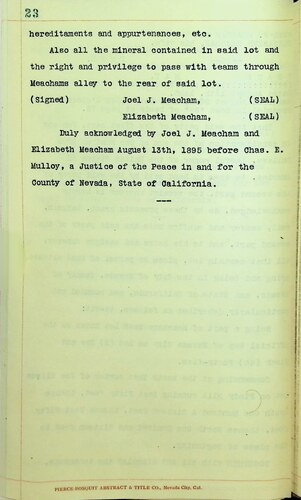 23
hereditaments and appurtenances, etc.
Also all the mineral contained in said lot and
the right and privilege to pass with teams through
Meachams alley to the rear of said lot.
(Signed) Joel J. Meacham, (SEAL)
Elizabeth Meacham, (SEAL)
Duly acknowledged by Joel J. Meacham and
Elizabeth Meacham August 13th, 1895 before Chas. E.
Mulloy, a Justice of the Peace in and for the
County of Nevada, State of California.
PIERCE-BOSQUIT ABSTRACT & TITLE CO., Nevada City, Cal.